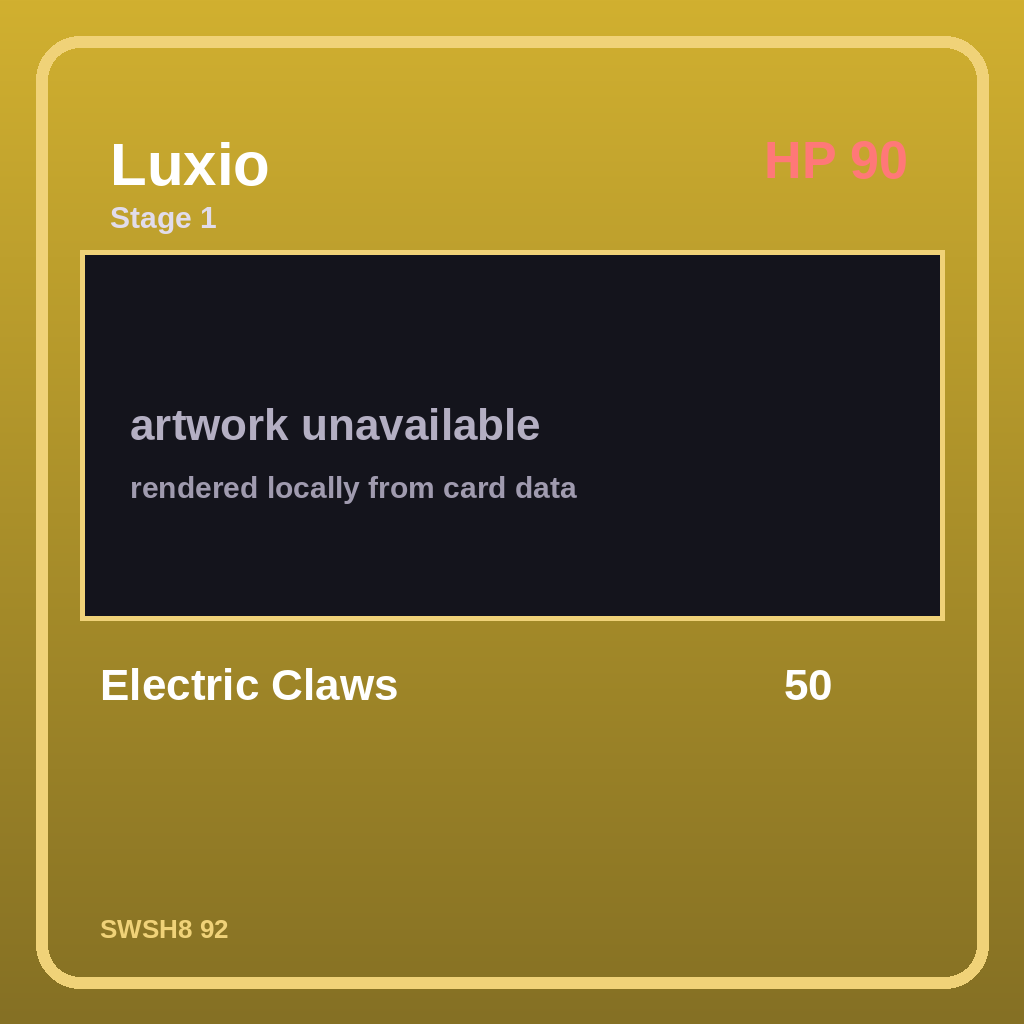 Luxio
HP 90
Stage 1
artwork unavailable
rendered locally from card data
Electric Claws 50
SWSH8 92